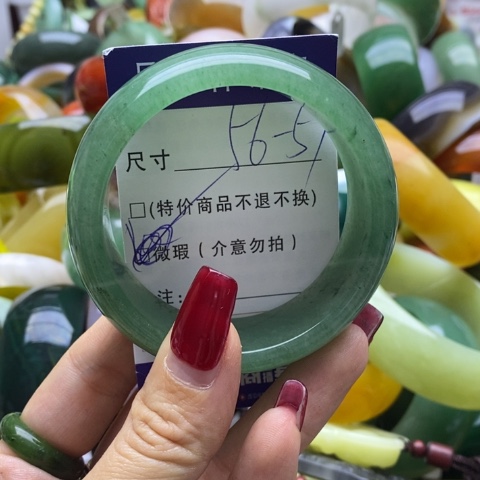 尺寸 56-57
□(特价商品不退不换)
微瑕(介意勿拍)
注: